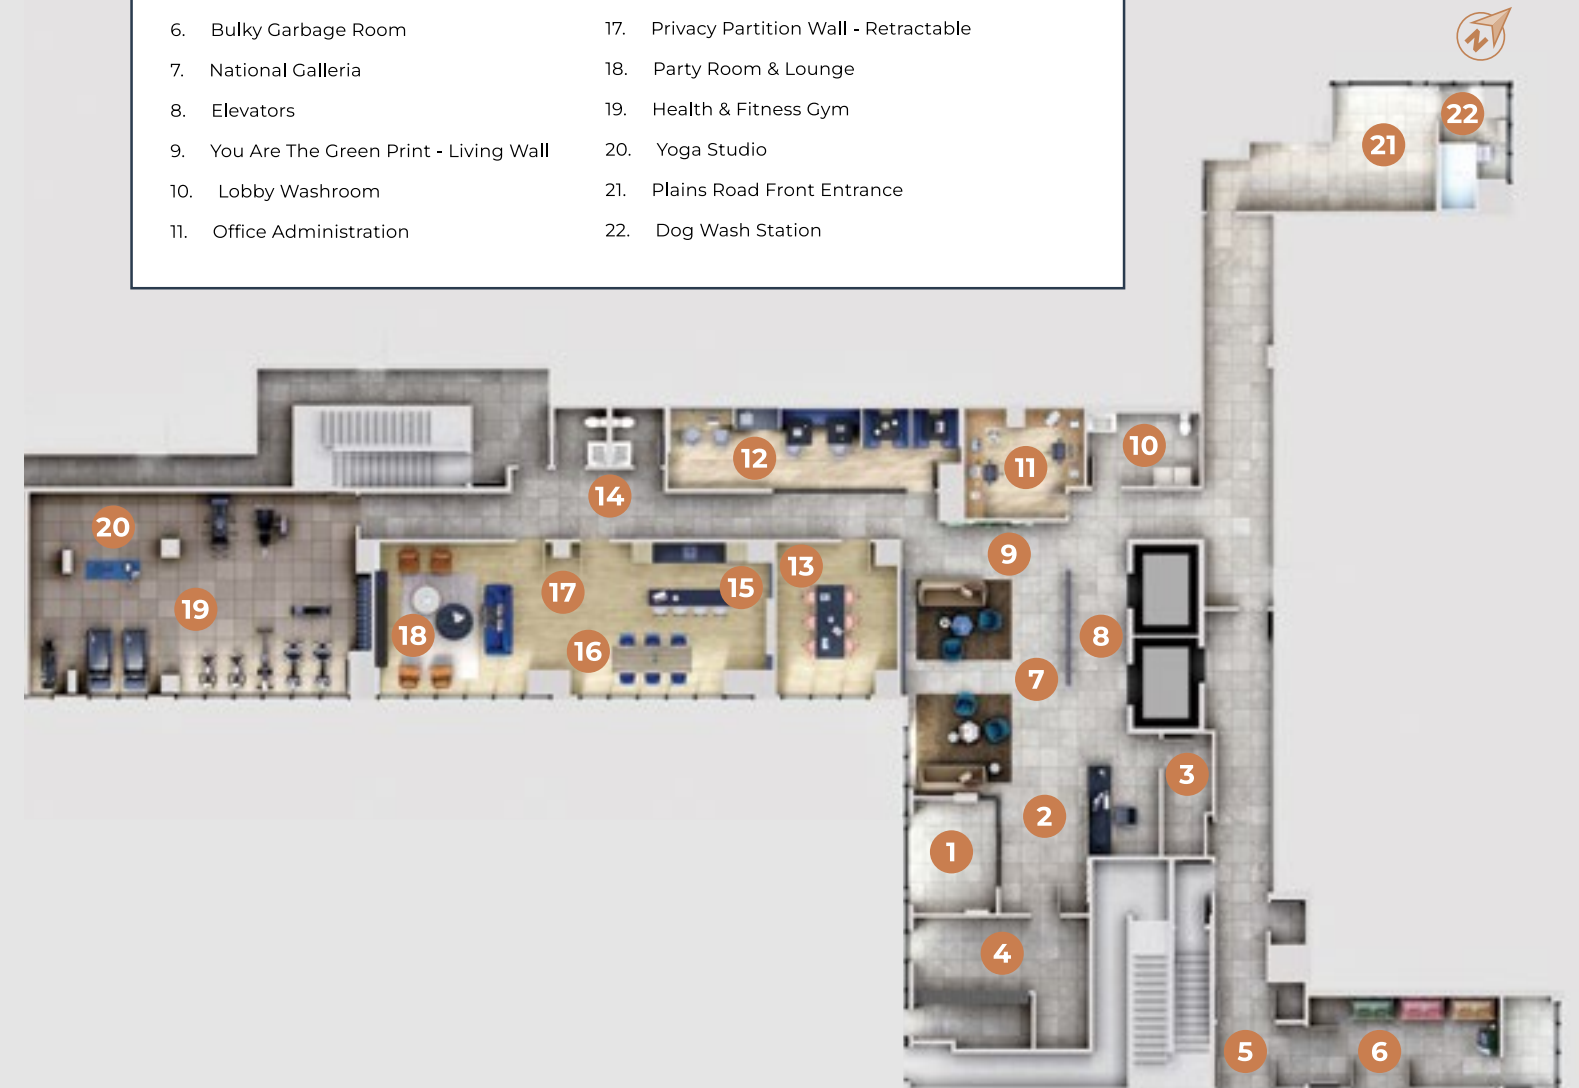 6. Bulky Garbage Room
7. National Galleria
8. Elevators
9. You Are The Green Print - Living Wall
10. Lobby Washroom
11. Office Administration
17. Privacy Partition Wall - Retractable
18. Party Room & Lounge
19. Health & Fitness Gym
20. Yoga Studio
21. Plains Road Front Entrance
22. Dog Wash Station
N
22
21
12
10
11
14
20
9
13
17
15
19
18
8
16
7
3
2
1
4
5
6